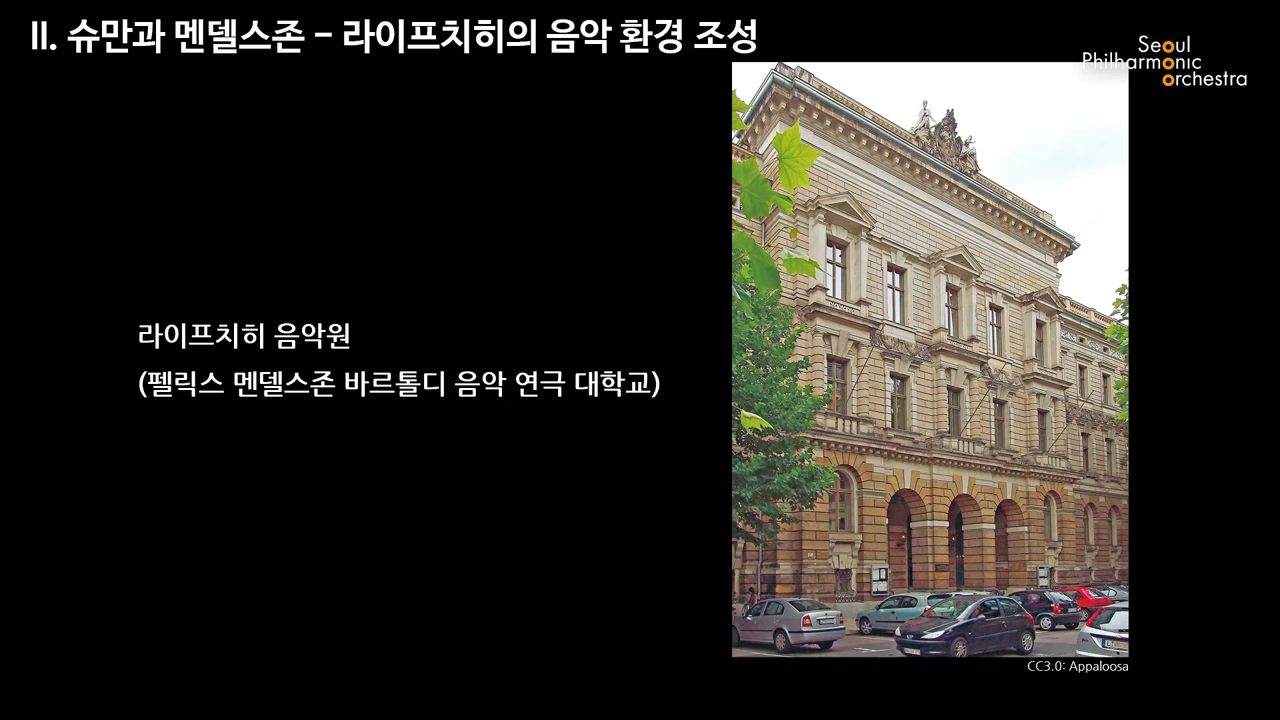 II. 슈만과 멘델스존 – 라이프치히의 음악 환경 조성
Seoul
Philharmonic
orchestra
라이프치히 음악원
(펠릭스 멘델스존 바르톨디 음악 연극 대학교)
CC3.0: Appaloosa